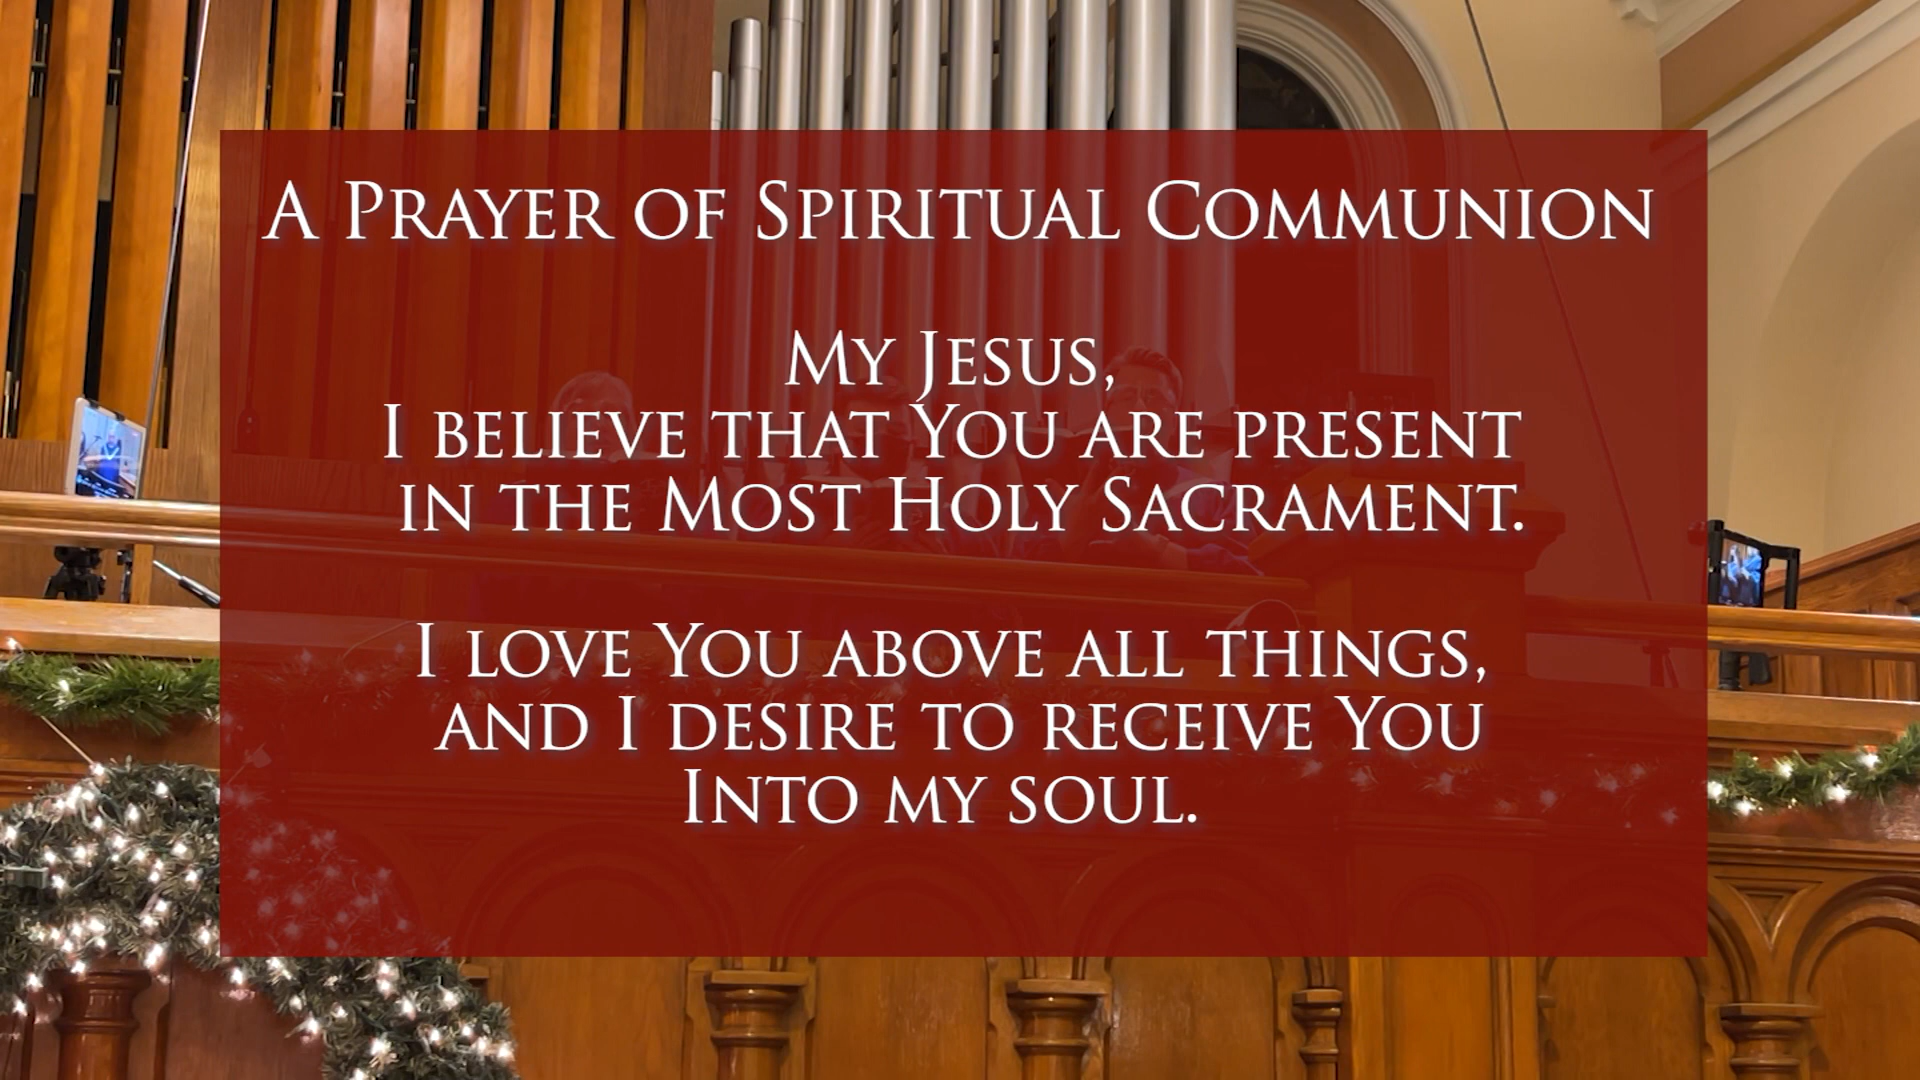 A Prayer of Spiritual Communion
My Jesus,
I believe that You are present
in the Most Holy Sacrament.
I love You above all things,
and I desire to receive You
Into my soul.